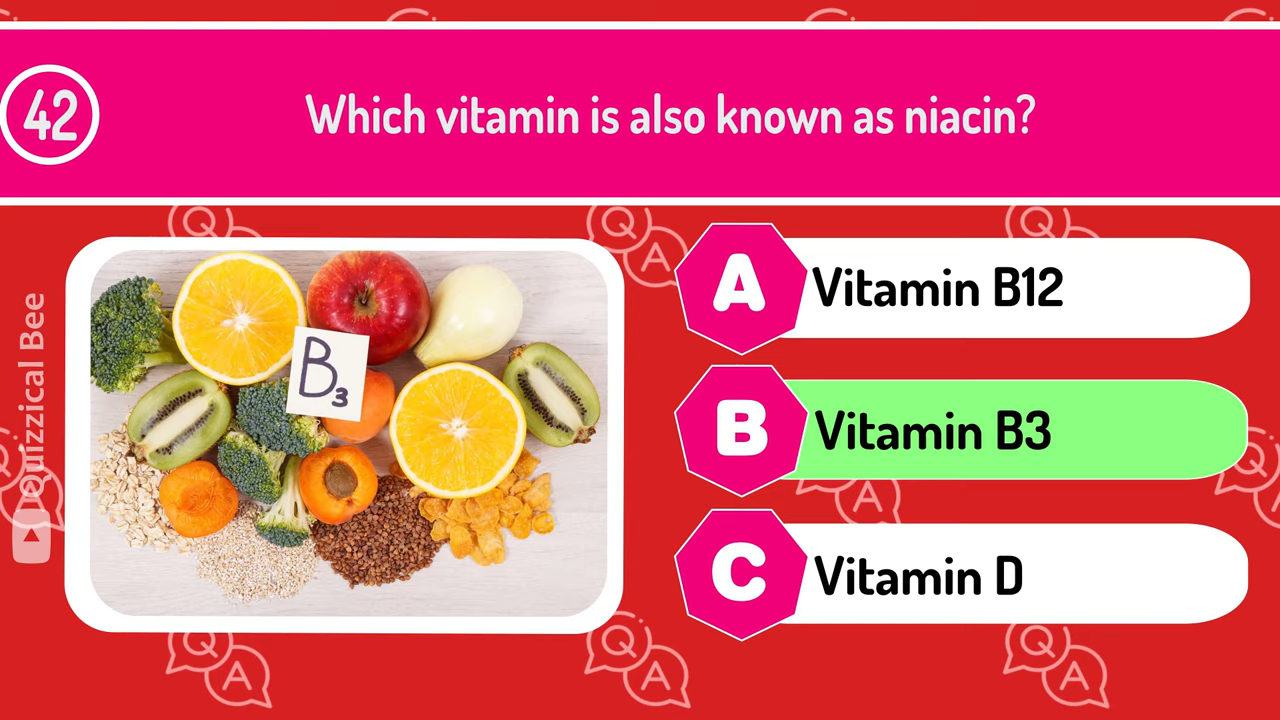 42
Which vitamin is also known as niacin?
Quizzical Bee
B3
A
Vitamin B12
B
Vitamin B3
C
Vitamin D
Q
A
Q
A
Q
A
Q
A
Q
A
Q
A
A